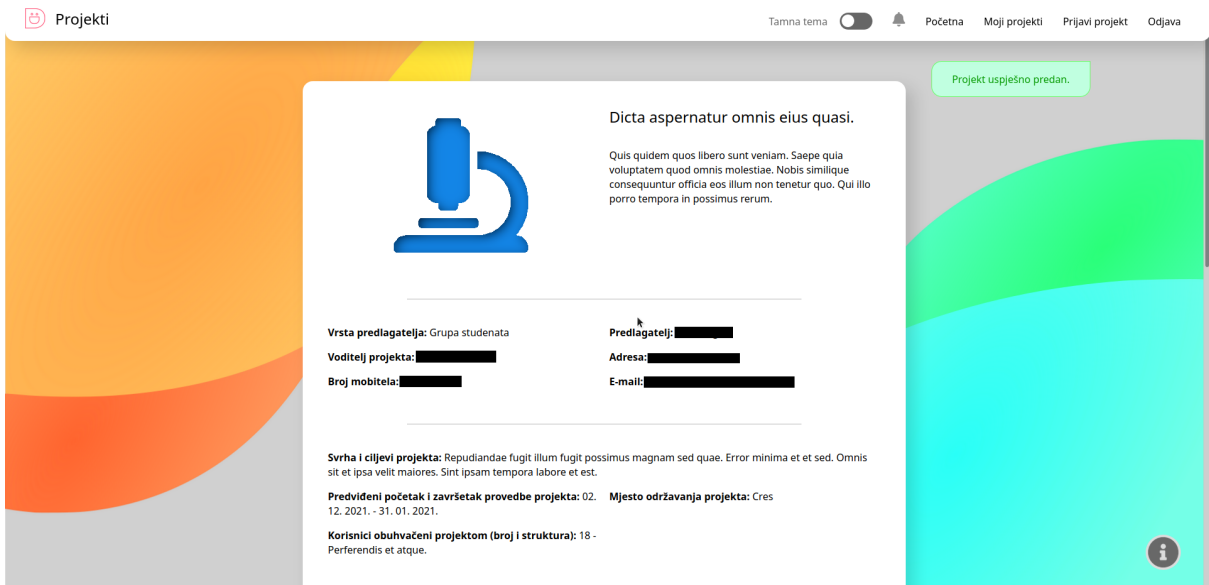 Projekti
Tamna tema
Početna
Moji projekti
Prijavi projekt
Odjava
Projekt uspješno predan.
Dicta aspernatur omnis eius quasi.
Quis quidem quos libero sunt veniam. Saepe quia
voluptatem quod omnis molestiae. Nobis similique
consequuntur officia eos illum non tenetur quo. Qui illo
porro tempora in possimus rerum.
Vrsta predlagatelja: Grupa studenata
Predlagatelj:
Voditelj projekta:
Adresa:
Broj mobitela:
E-mail:
Svrha i ciljevi projekta: Repudiandae fugit illum fugit possimus magnam sed quae. Error minima et et sed. Omnis
sit et ipsa velit maiores. Sint ipsam tempora labore et est.
Predviđeni početak i završetak provedbe projekta: 02.
12. 2021. - 31. 01. 2021.
Mjesto održavanja projekta: Cres
Korisnici obuhvaćeni projektom (broj i struktura): 18 -
Perferendis et atque.